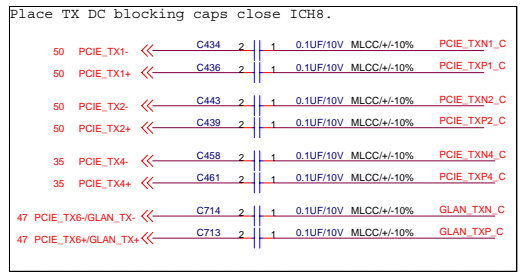 Place TX DC blocking caps close ICH8.
50 PCIE_TX1- C434 2 1 0.1UF/10V MLCC/+/-10% PCIE_TXN1_C
50 PCIE_TX1+ C436 2 1 0.1UF/10V MLCC/+/-10% PCIE_TXP1_C
50 PCIE_TX2- C443 2 1 0.1UF/10V MLCC/+/-10% PCIE_TXN2_C
50 PCIE_TX2+ C439 2 1 0.1UF/10V MLCC/+/-10% PCIE_TXP2_C
35 PCIE_TX4- C458 2 1 0.1UF/10V MLCC/+/-10% PCIE_TXN4_C
35 PCIE_TX4+ C461 2 1 0.1UF/10V MLCC/+/-10% PCIE_TXP4_C
47 PCIE_TX6-/GLAN_TX- C714 2 1 0.1UF/10V MLCC/+/-10% GLAN_TXN_C
47 PCIE_TX6+/GLAN_TX+ C713 2 1 0.1UF/10V MLCC/+/-10% GLAN_TXP_C